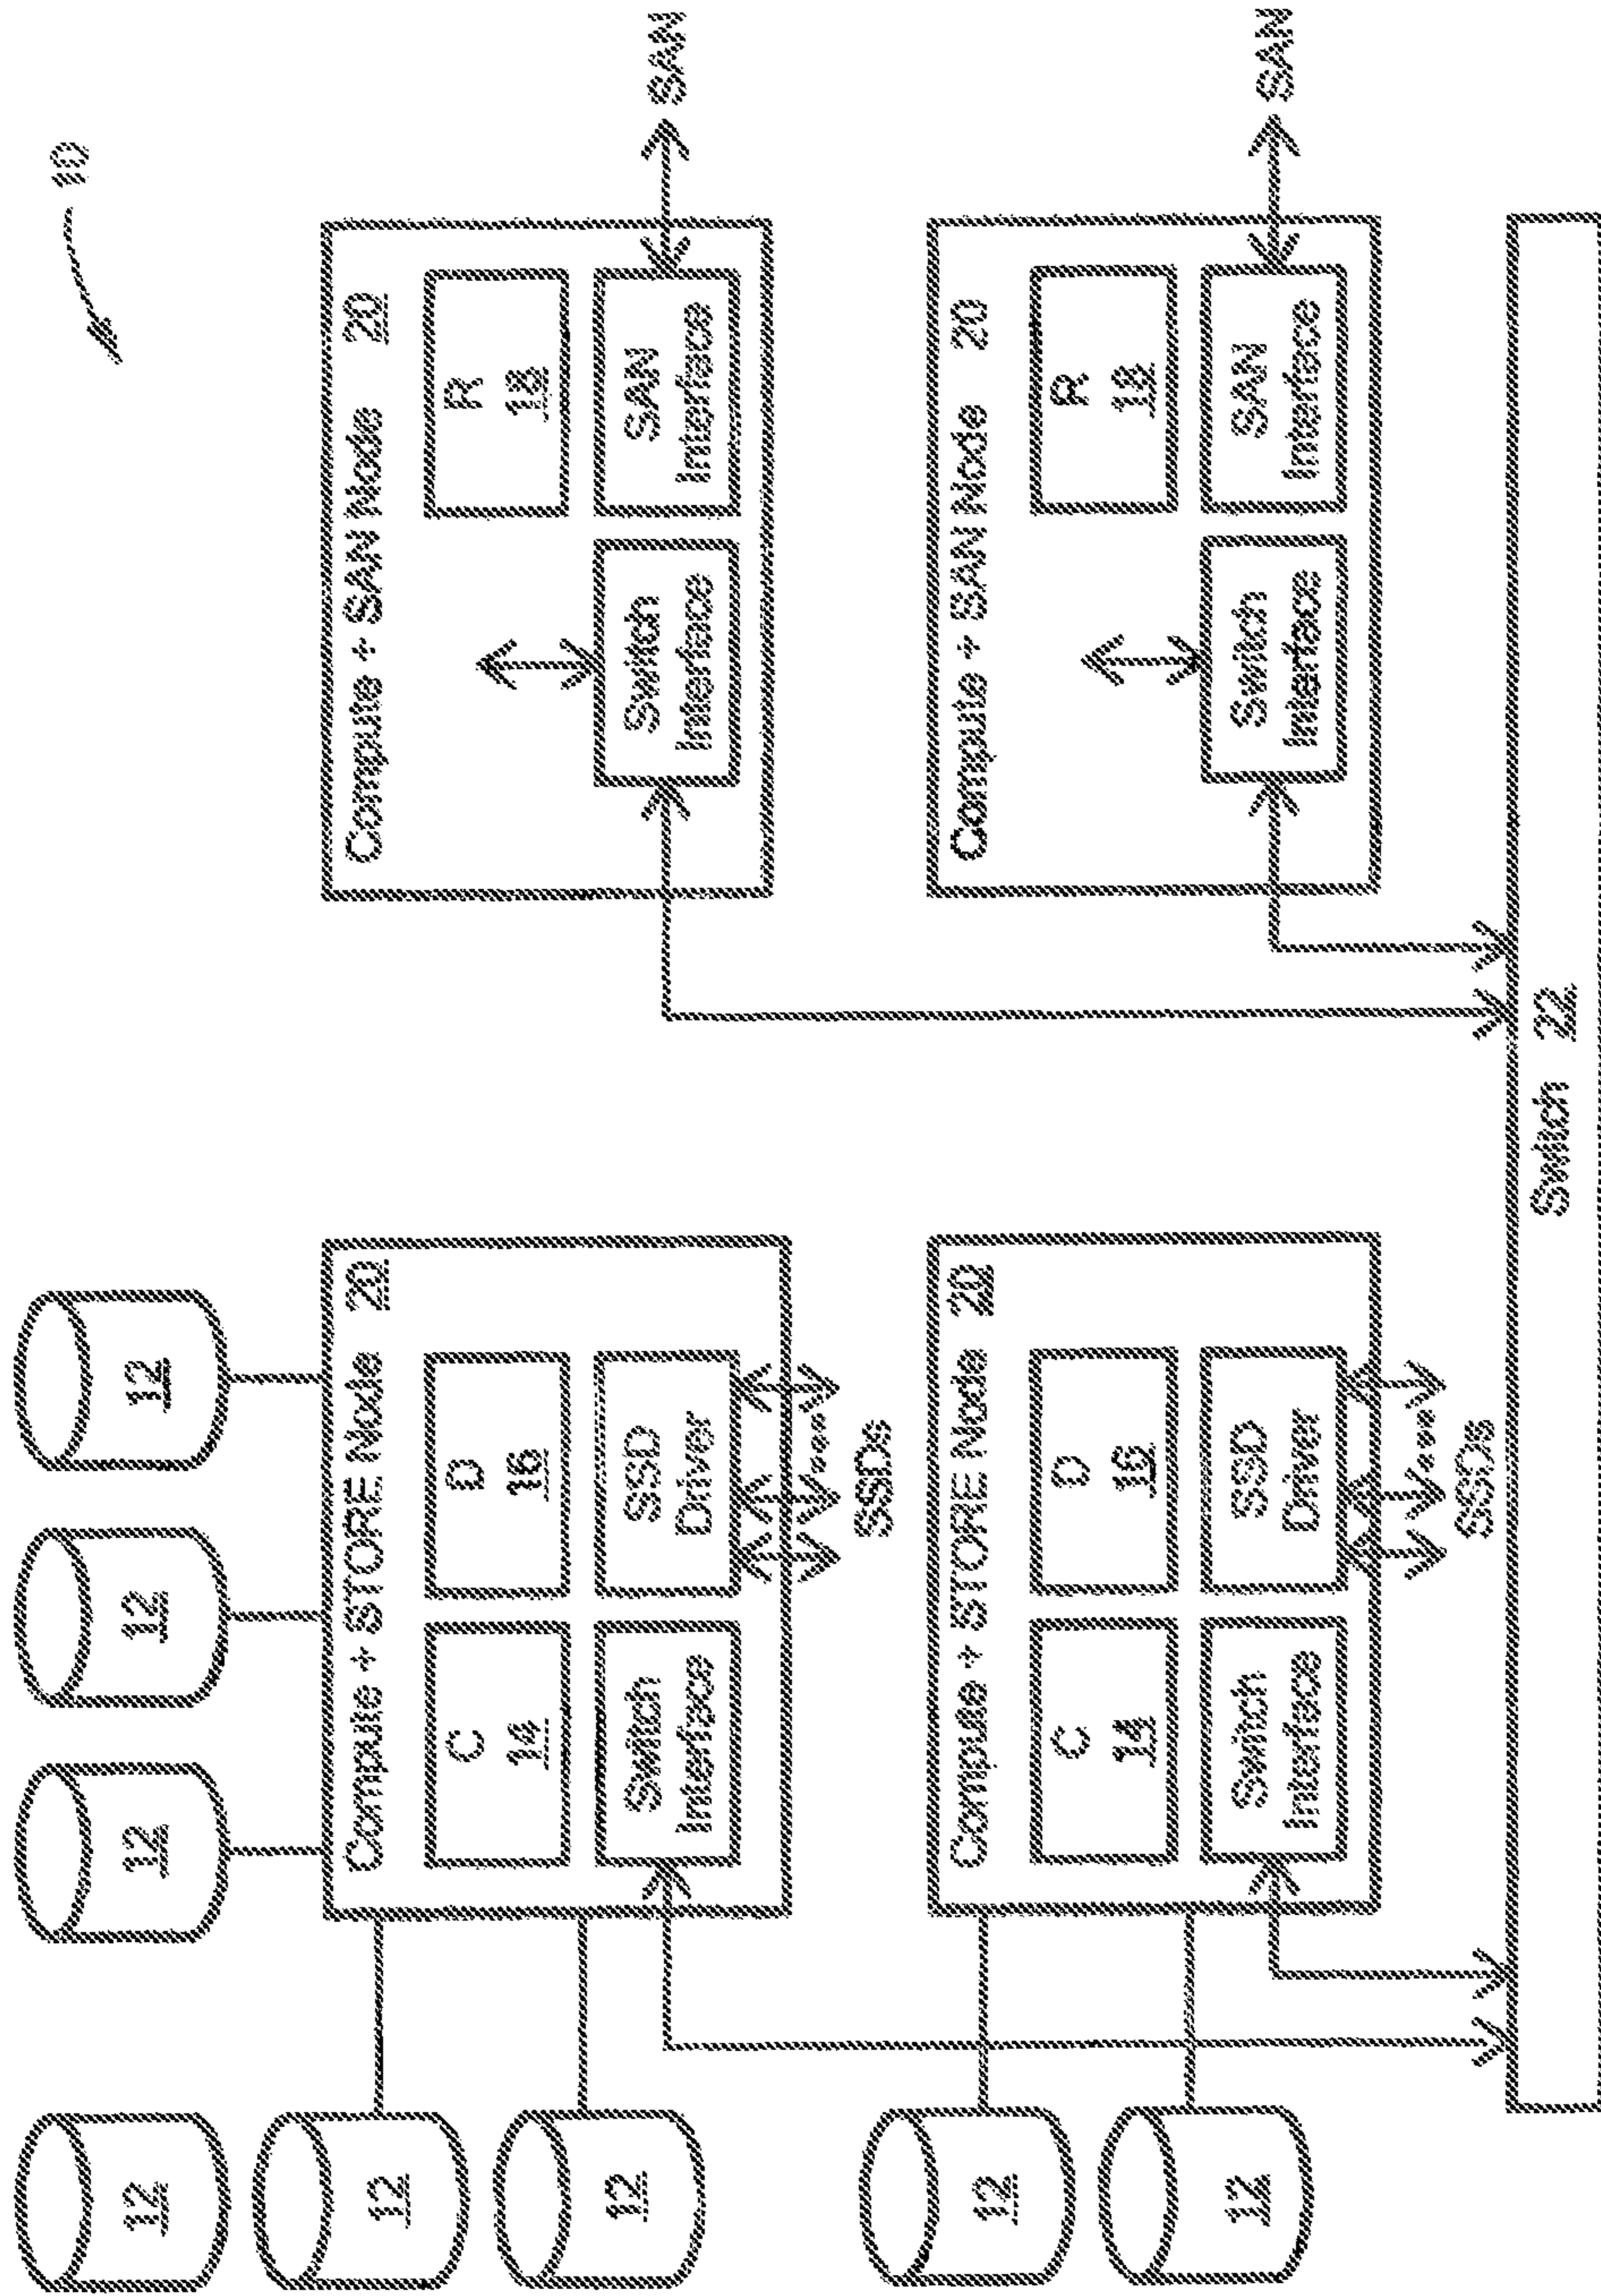 10
12
12
12
12
12
12
12
12
Compute + STORE Node 20
C
14
D
16
Switch
Interface
SSD
Driver
SSDs
Compute + SAN Node 20
R
18
Switch
Interface
SAN
Interface
SAN
Compute + STORE Node 20
C
14
D
16
Switch
Interface
SSD
Driver
SSDs
Compute + SAN Node 20
R
18
Switch
Interface
SAN
Interface
SAN
Switch 22